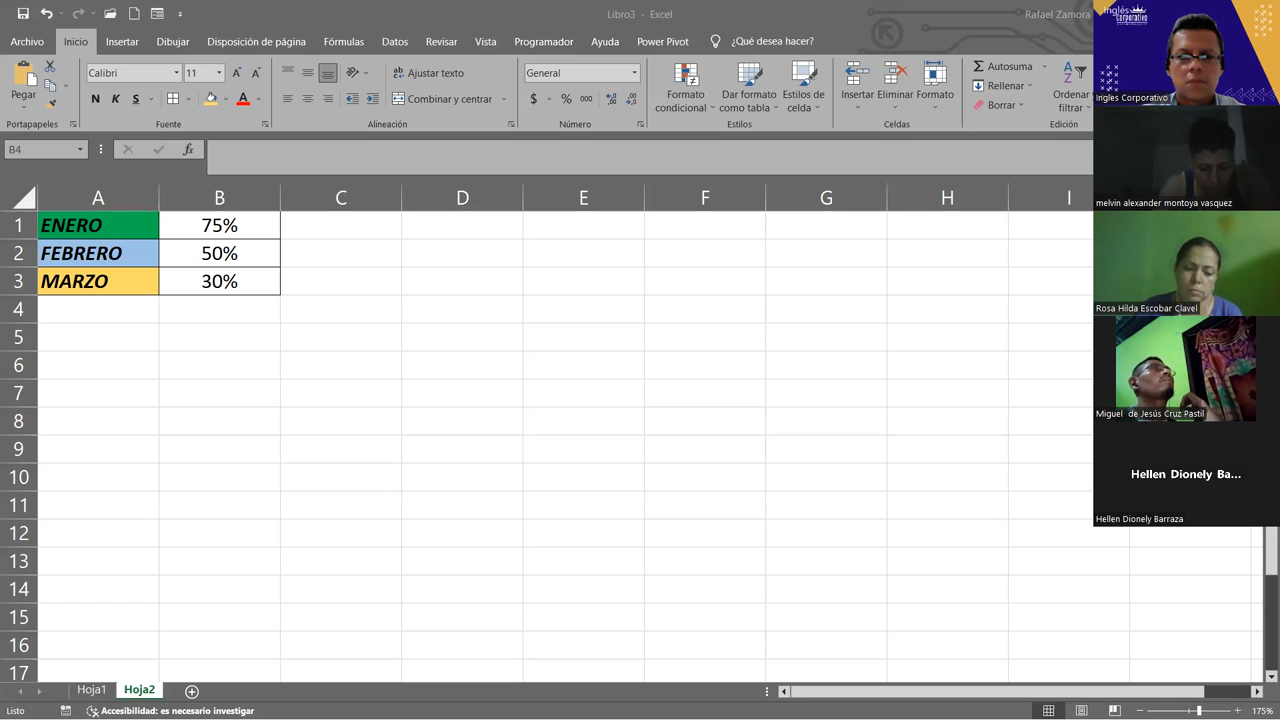 Libro3 - Excel
Rafael Zamora
Archivo Inicio Insertar Dibujar Disposición de página Fórmulas Datos Revisar Vista Programador Ayuda Power Pivot ¿Qué desea hacer?
Pegar
Portapapeles
Calibri 11
N K S
Fuente
Ajustar texto
Combinar y centrar
Alineación
General
$ % 000
Número
Formato condicional
Dar formato como tabla
Estilos de celda
Estilos
Insertar Eliminar Formato
Celdas
Autosuma
Rellenar
Borrar
Ordenar filtrar
Edición
B4
fx
A B C D E F G H I
1 ENERO 75%
2 FEBRERO 50%
3 MARZO 30%
4
5
6
7
8
9
10
11
12
13
14
15
16
17
Hoja1 Hoja2
Listo
Accesibilidad: es necesario investigar
175%
Inglés Corporativo
Ingles Corporativo
melvin alexander montoya vasquez
Rosa Hilda Escobar Clavel
Miguel de Jesús Cruz Pastil
Hellen Dionely Ba...
Hellen Dionely Barraza